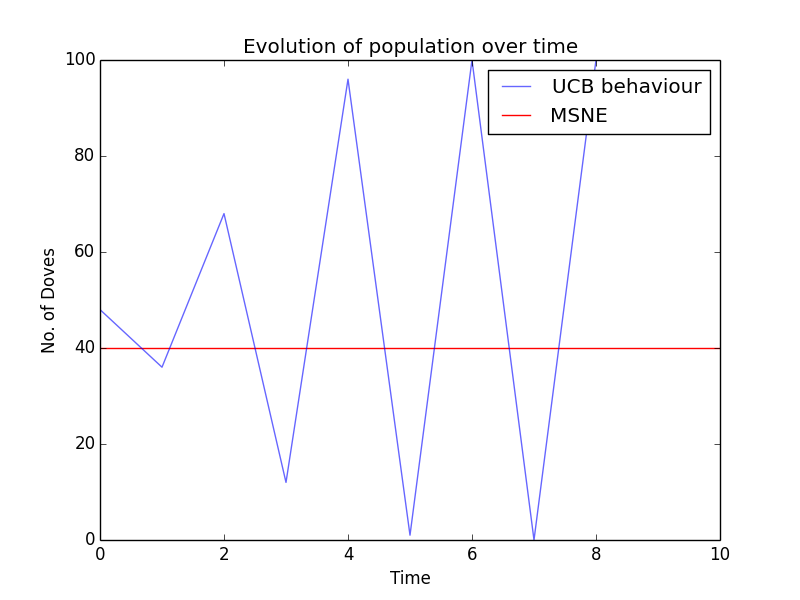 Evolution of population over time
UCB behaviour
MSNE
100
80
60
40
20
0
No. of Doves
0 2 4 6 8 10
Time